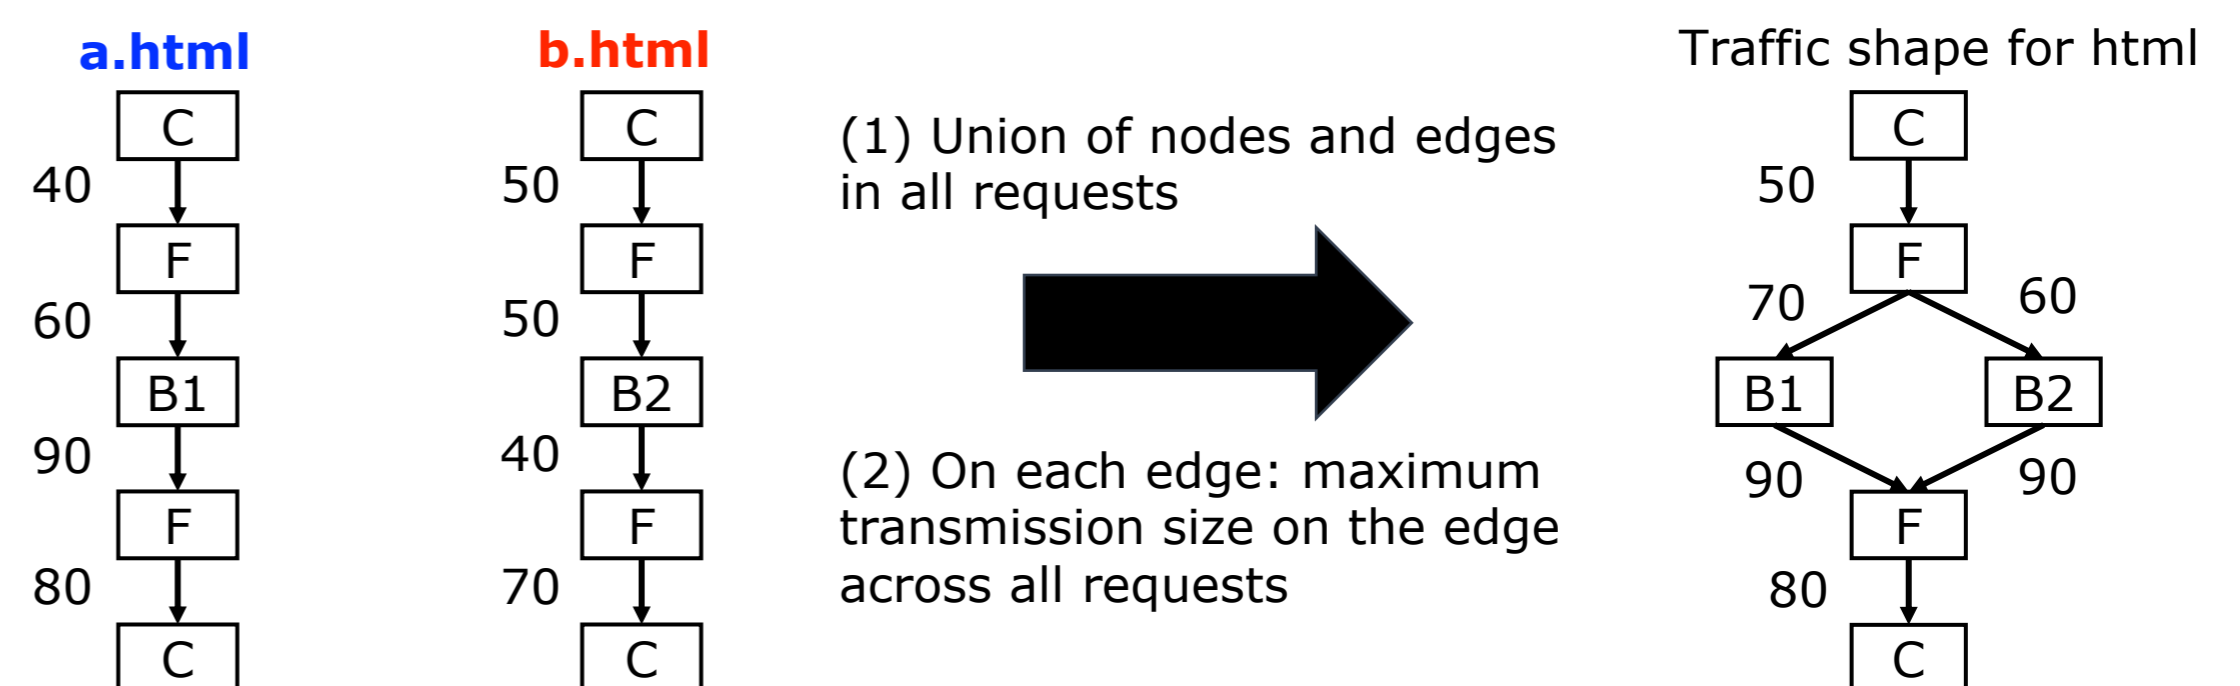 a.html
C
40
F
60
B1
90
F
80
C
b.html
C
50
F
50
B2
40
F
70
C
(1) Union of nodes and edges
in all requests
(2) On each edge: maximum
transmission size on the edge
across all requests
Traffic shape for html
C
50
F
70
60
B1
B2
90
90
F
80
C